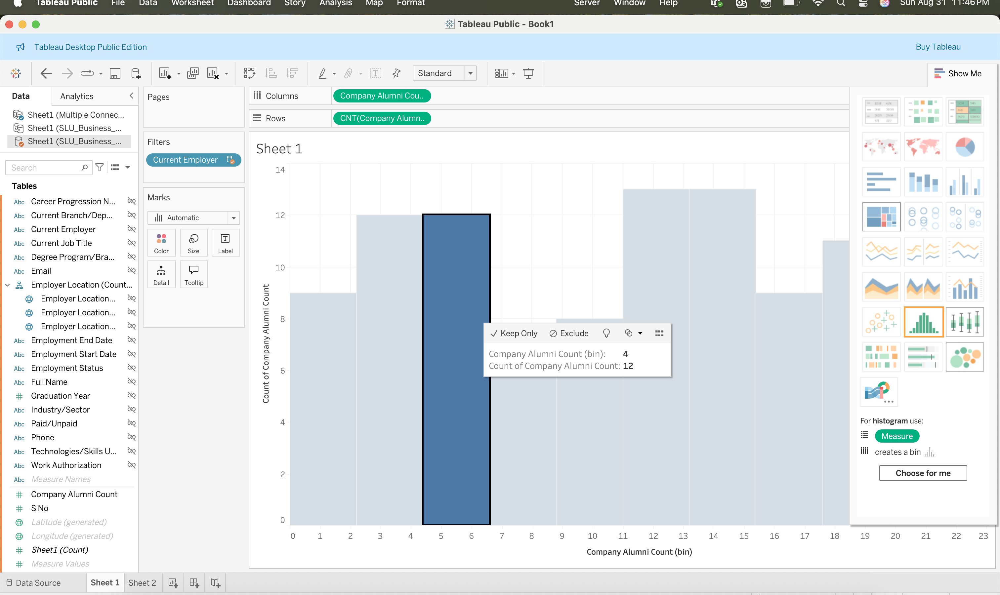 Tableau Public File Data Worksheet Dashboard Story Analysis Map Format Server Window Help Sun Aug 31 11:46 PM
Tableau Public - Book1
Tableau Desktop Public Edition Buy Tableau
Standard Show Me
Data Analytics
Sheet1 (Multiple Connec...
Sheet1 (SLU_Business_...
Sheet1 (SLU_Business_...
Search
Tables
Abc Career Progression N...
Abc Current Branch/Dep...
Abc Current Employer
Abc Current Job Title
Abc Degree Program/Bra...
Abc Email
Employer Location (Count...
Employer Location...
Employer Location...
Employer Location...
Abc Employment End Date
Abc Employment Start Date
Abc Employment Status
Abc Full Name
# Graduation Year
Abc Industry/Sector
Abc Paid/Unpaid
Abc Phone
Abc Technologies/Skills U...
Abc Work Authorization
Abc Measure Names
# Company Alumni Count
# S No
Latitude (generated)
Longitude (generated)
# Sheet1 (Count)
# Measure Values
Pages
Filters
Current Employer
Marks
Automatic
Color Size Label
Detail Tooltip
Columns Company Alumni Cou..
Rows CNT(Company Alumn..
Sheet 1
14
12
10
8
6
4
2
0
Count of Company Alumni Count
Keep Only Exclude
Company Alumni Count (bin): 4
Count of Company Alumni Count: 12
0 1 2 3 4 5 6 7 8 9 10 11 12 13 14 15 16 17 18 19 20 21 22 23
Company Alumni Count (bin)
For histogram use:
Measure
creates a bin
Choose for me
Data Source Sheet 1 Sheet 2